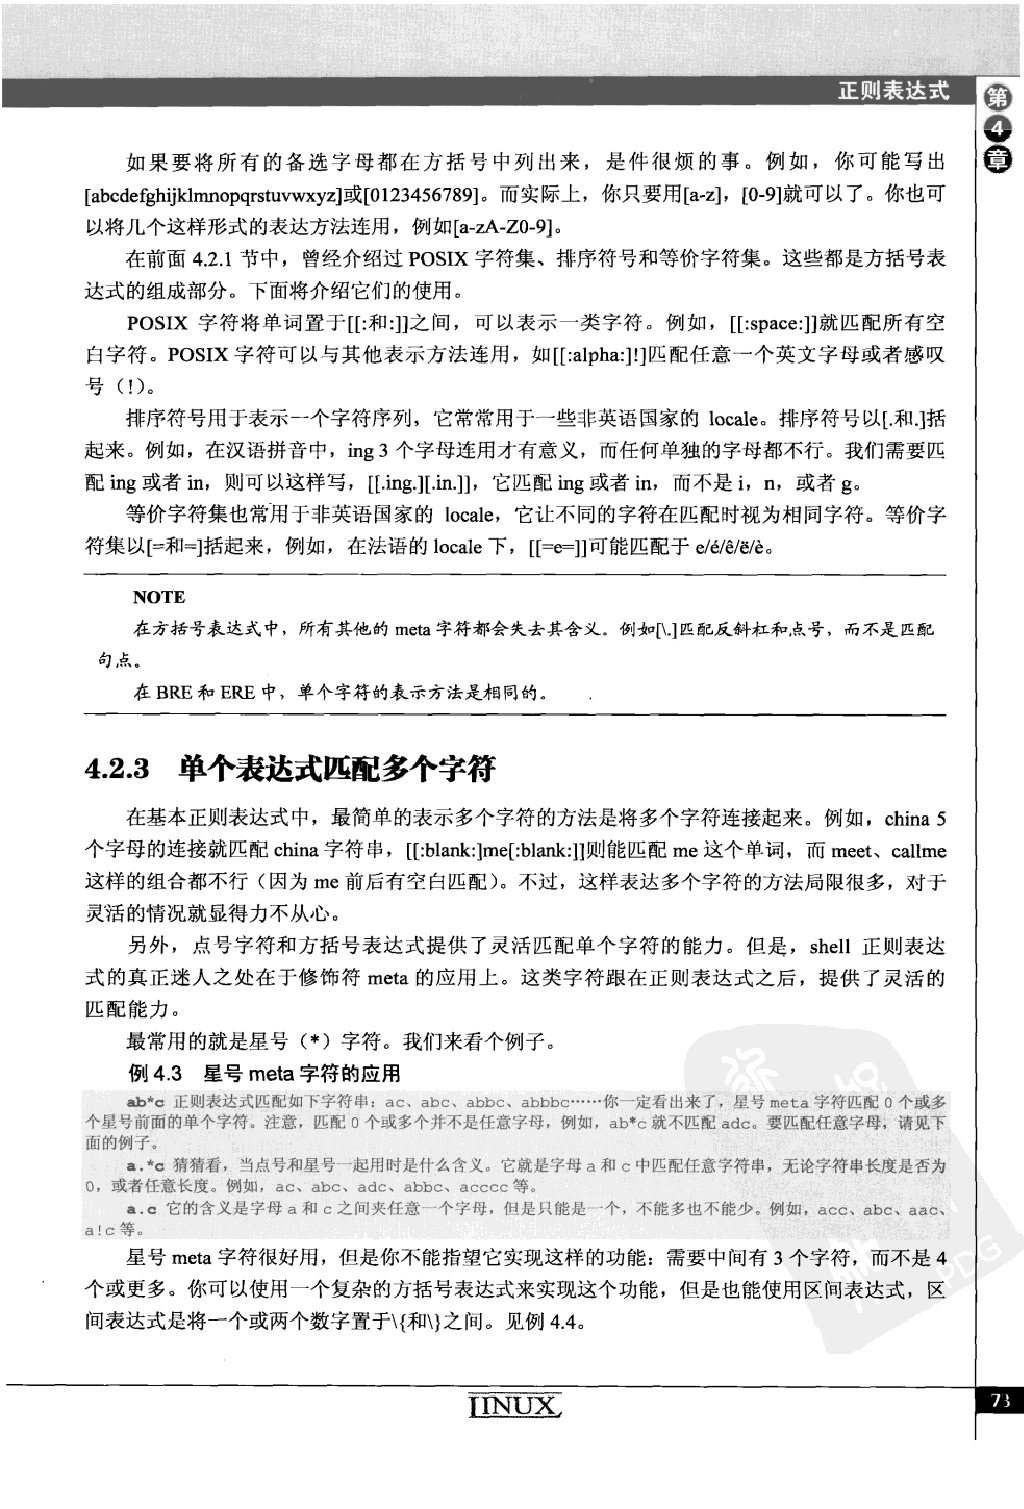 正则表达式
第
4
章
如果要将所有的备选字母都在方括号中列出来，是件很烦的事。例如，你可能写出
[abcdefghijklmnopqrstuvwxyz]或[0123456789]。而实际上，你只要用[a-z]，[0-9]就可以了。你也可
以将几个这样形式的表达方法连用，例如[a-zA-Z0-9]。
在前面 4.2.1 节中，曾经介绍过 POSIX 字符集、排序符号和等价字符集。这些都是方括号表
达式的组成部分。下面将介绍它们的使用。
POSIX 字符将单词置于[[:和:]]之间，可以表示一类字符。例如，[[:space:]]就匹配所有空
白字符。POSIX 字符可以与其他表示方法连用，如[[:alpha:]!]匹配任意一个英文字母或者感叹
号（!）。
排序符号用于表示一个字符序列，它常常用于一些非英语国家的 locale。排序符号以[.和.]括
起来。例如，在汉语拼音中，ing 3 个字母连用才有意义，而任何单独的字母都不行。我们需要匹
配 ing 或者 in，则可以这样写，[[.ing.][.in.]]，它匹配 ing 或者 in，而不是 i，n，或者 g。
等价字符集也常用于非英语国家的 locale，它让不同的字符在匹配时视为相同字符。等价字
符集以[=和=]括起来，例如，在法语的 locale 下，[[=e=]]可能匹配于 e/é/ê/ë/è。
NOTE
在方括号表达式中，所有其他的 meta 字符都会失去其含义。例如[\.]匹配反斜杠和点号，而不是匹配
句点。
在 BRE 和 ERE 中，单个字符的表示方法是相同的。
4.2.3 单个表达式匹配多个字符
在基本正则表达式中，最简单的表示多个字符的方法是将多个字符连接起来。例如，china 5
个字母的连接就匹配 china 字符串，[[:blank:]me[:blank:]]则能匹配 me 这个单词，而 meet、callme
这样的组合都不行（因为 me 前后有空白匹配）。不过，这样表达多个字符的方法局限很多，对于
灵活的情况就显得力不从心。
另外，点号字符和方括号表达式提供了灵活匹配单个字符的能力。但是，shell 正则表达
式的真正迷人之处在于修饰符 meta 的应用上。这类字符跟在正则表达式之后，提供了灵活的
匹配能力。
最常用的就是星号（*）字符。我们来看个例子。
例 4.3 星号 meta 字符的应用
ab*c 正则表达式匹配如下字符串：ac、abc、abbc、abbbc……你一定看出来了，星号 meta 字符匹配 0 个或多
个星号前面的单个字符。注意，匹配 0 个或多个并不是任意字母，例如，ab*c 就不匹配 adc。要匹配任意字母，请见下
面的例子。
a.*c 猜猜看，当点号和星号一起用时是什么含义。它就是字母 a 和 c 中匹配任意字符串，无论字符串长度是否为
0，或者任意长度。例如，ac、abc、adc、abbc、acccc 等。
a.c 它的含义是字母 a 和 c 之间夹任意一个字母，但是只能是一个，不能多也不能少。例如，acc、abc、aac、
a!c 等。
星号 meta 字符很好用，但是你不能指望它实现这样的功能：需要中间有 3 个字符，而不是 4
个或更多。你可以使用一个复杂的方括号表达式来实现这个功能，但是也能使用区间表达式，区
间表达式是将一个或两个数字置于\{和\}之间。见例 4.4。
PDG
LINUX
73